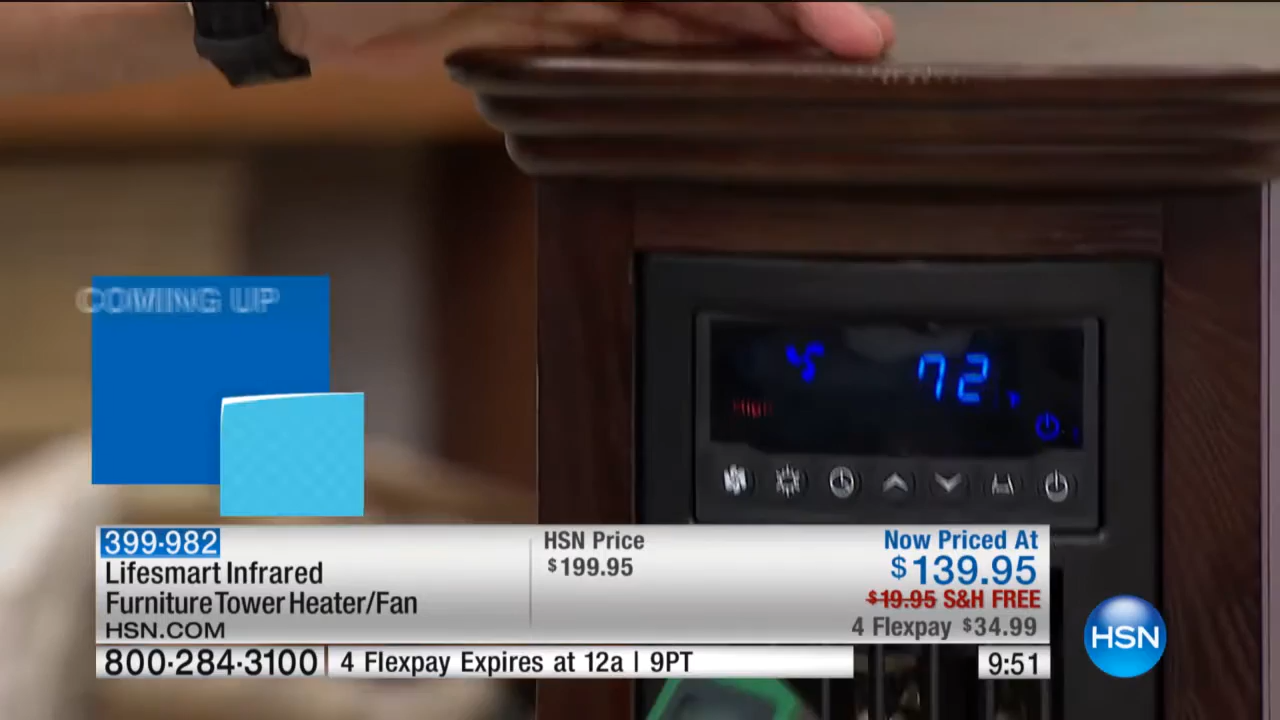 COMING UP
72
399-982
Lifesmart Infrared
Furniture Tower Heater/Fan
HSN.COM
HSN Price
$199.95
Now Priced At
$139.95
$19.95 S&H FREE
4 Flexpay $34.99
800·284·3100
4 Flexpay Expires at 12a | 9PT
9:51
HSN